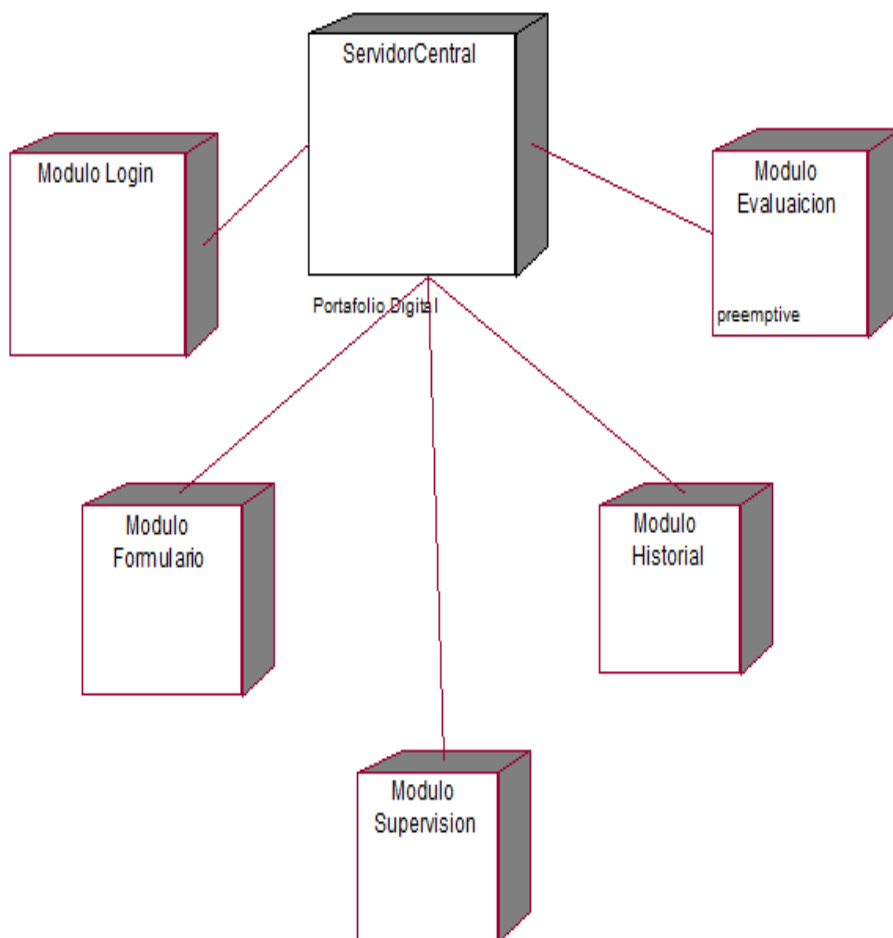 ServidorCentral
Modulo Login
Modulo
Evaluaicion
preemptive
Portafolio Digital
Modulo
Formulario
Modulo
Historial
Modulo
Supervision